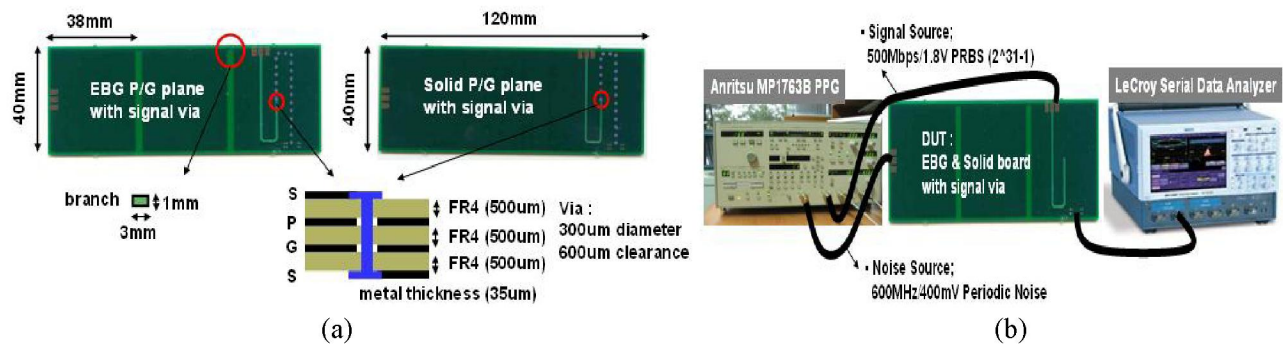 38mm
120mm
40mm
EBG P/G plane
with signal via
40mm
Solid P/G plane
with signal via
branch
1mm
3mm
S
P
G
S
FR4 (500um)
FR4 (500um)
FR4 (500um)
metal thickness (35um)
Via :
300um diameter
600um clearance
(a)
• Signal Source;
500Mbps/1.8V PRBS (2^31-1)
Anritsu MP1763B PPG
LeCroy Serial Data Analyzer
DUT :
EBG & Solid board
with signal via
• Noise Source;
600MHz/400mV Periodic Noise
(b)